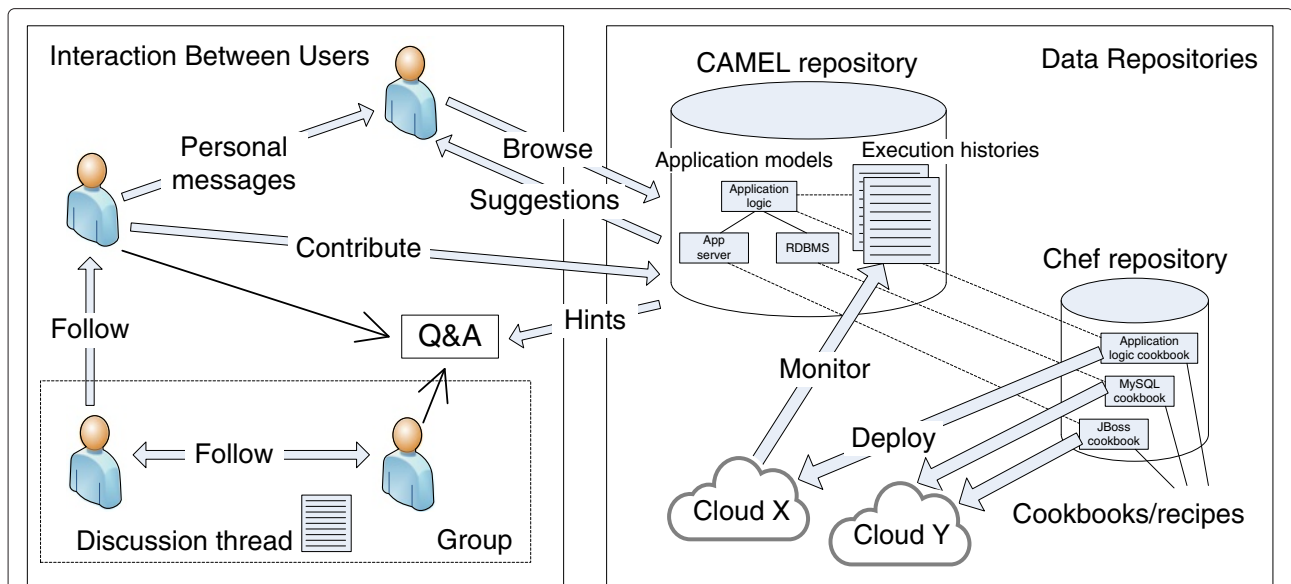 Interaction Between Users
Personal
messages
Browse
Suggestions
Contribute
Follow
Q&A
Hints
Follow
Discussion thread
Group
Data Repositories
CAMEL repository
Application models
Execution histories
Application
logic
App
server
RDBMS
Chef repository
Application
logic cookbook
MySQL
cookbook
JBoss
cookbook
Monitor
Deploy
Cloud X
Cloud Y
Cookbooks/recipes